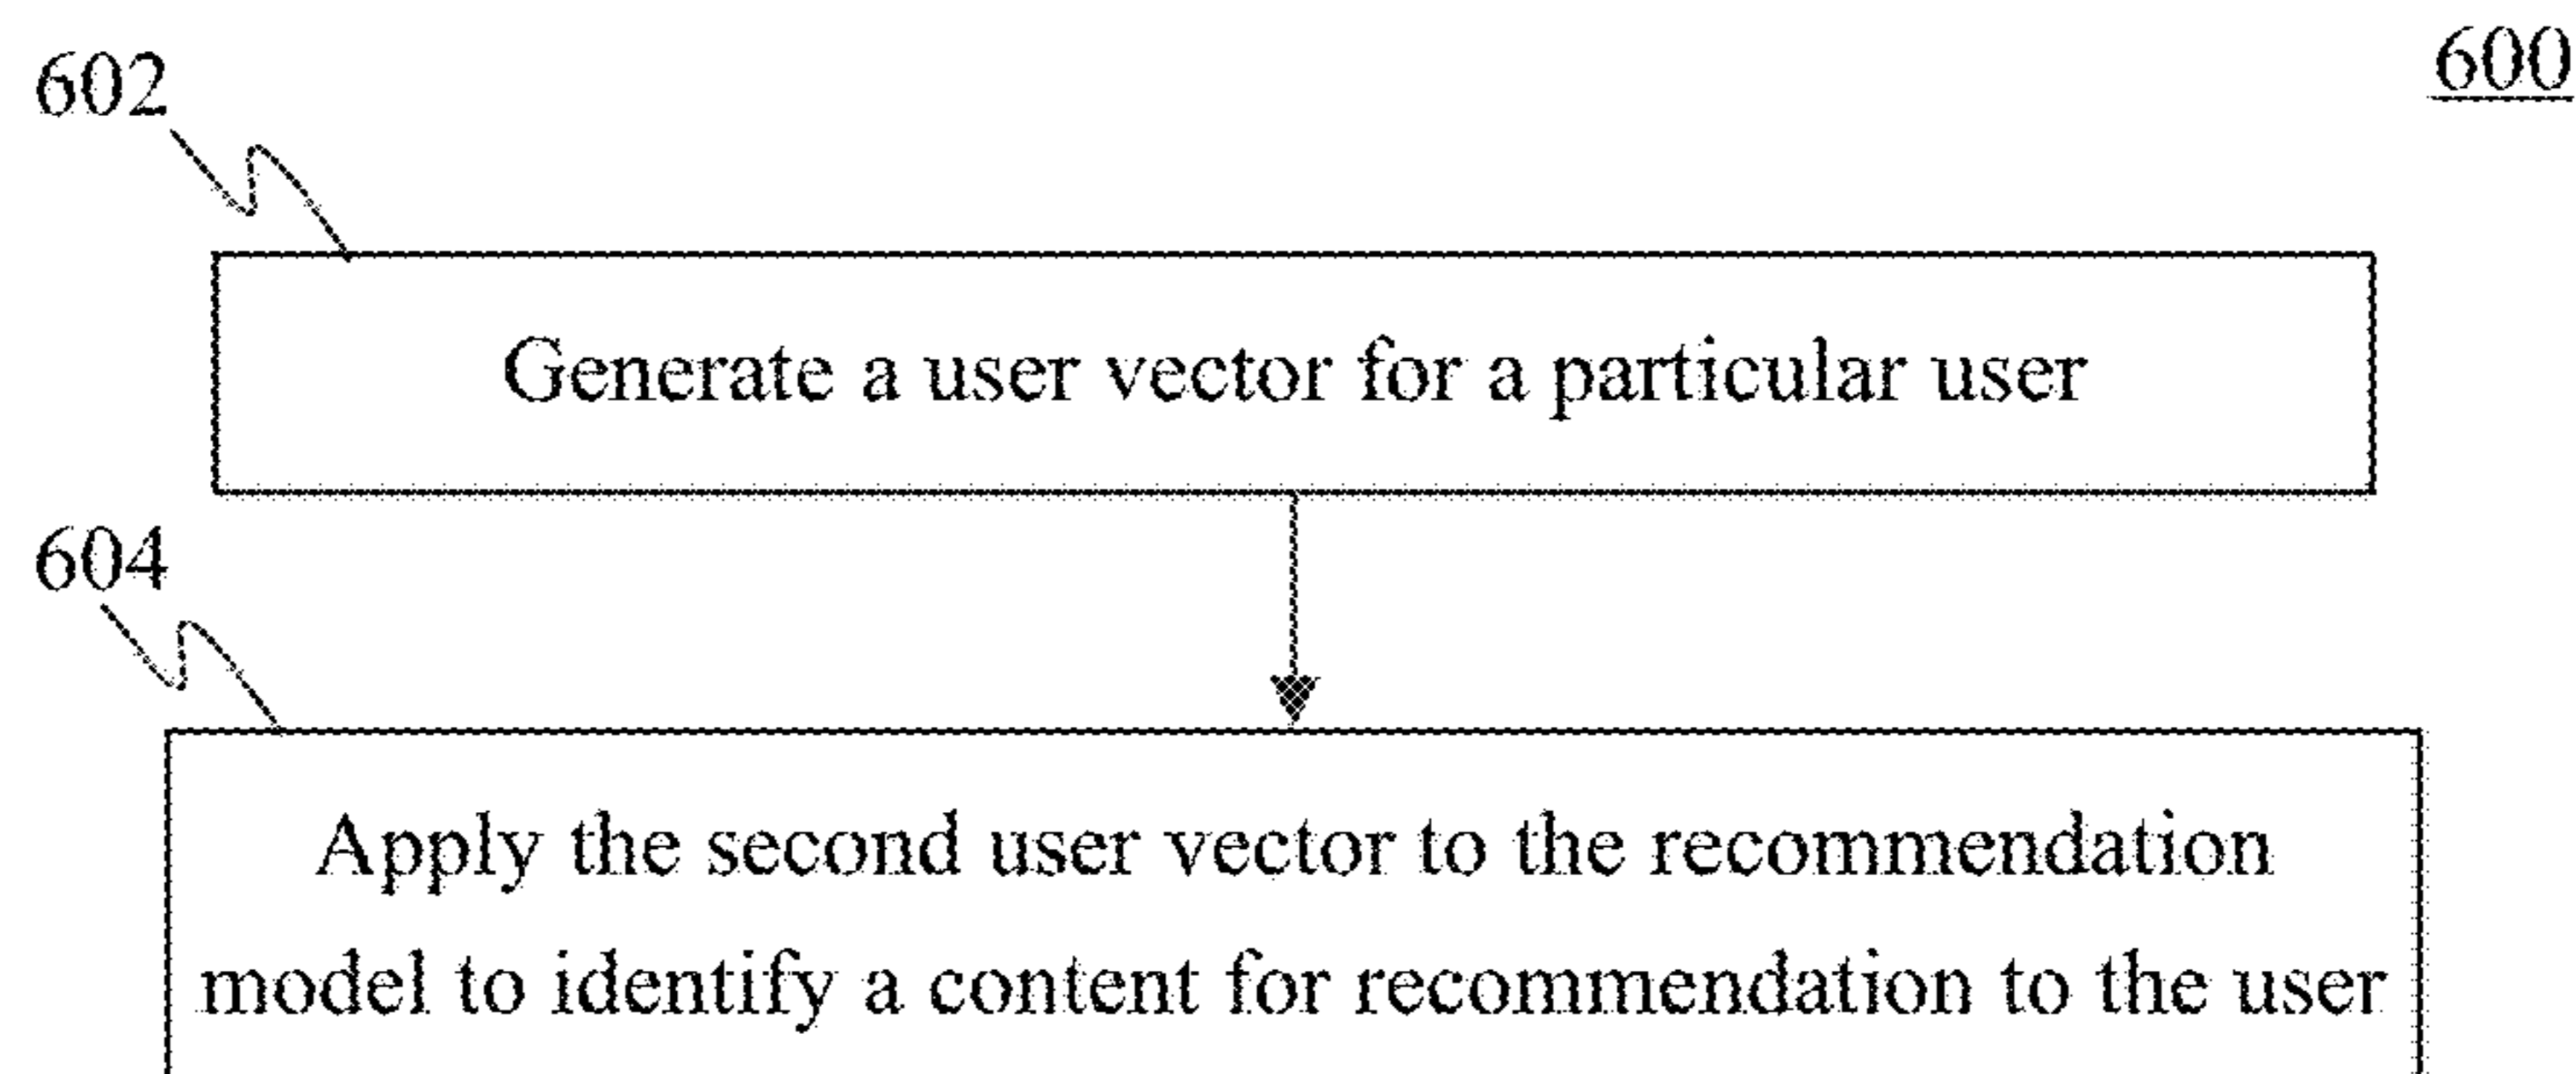 602
600
Generate a user vector for a particular user
604
Apply the second user vector to the recommendation
model to identify a content for recommendation to the user